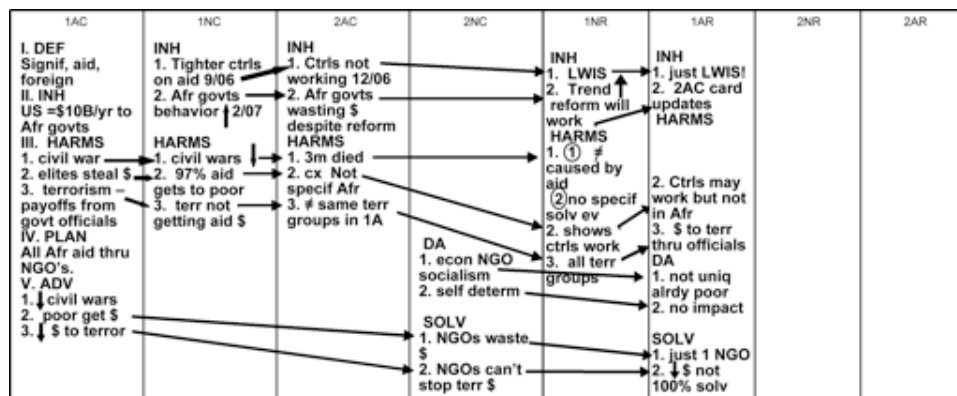 1AC
1NC
2AC
2NC
1NR
1AR
2NR
2AR
I. DEF
Signif, aid,
foreign
II. INH
US =$10B/yr to
Afr govts
III. HARMS
1. civil war
2. elites steal $
3. terrorism –
payoffs from
govt officials
IV. PLAN
All Afr aid thru
NGO's.
V. ADV
1.↓civil wars
2. poor get $
3.↓ $ to terror
INH
1. Tighter ctrls
on aid 9/06
2. Afr govts
behavior ↑ 2/07
HARMS
1. civil wars ↓
2. 97% aid
gets to poor
3. terr not
getting aid $
INH
1. Ctrls not
working 12/06
2. Afr govts
wasting $
despite reform
HARMS
1. 3m died
2. cx Not
specif Afr
3. ≠ same terr
groups in 1A
DA
1. econ NGO
socialism
2. self determ
SOLV
1. NGOs waste
$
2. NGOs can't
stop terr $
INH
1. LWIS
2. Trend ↑
reform will
work
HARMS
1. ① ≠
caused by
aid
② no specif
solv ev
2. shows
ctrls work
3. all terr
groups
INH
1. just LWIS!
2. 2AC card
updates
HARMS
2. Ctrls may
work but not
in Afr
3. $ to terr
thru officials
DA
1. not uniq
alrdy poor
2. no impact
SOLV
1. just 1 NGO
2. ↓$ not
100% solv